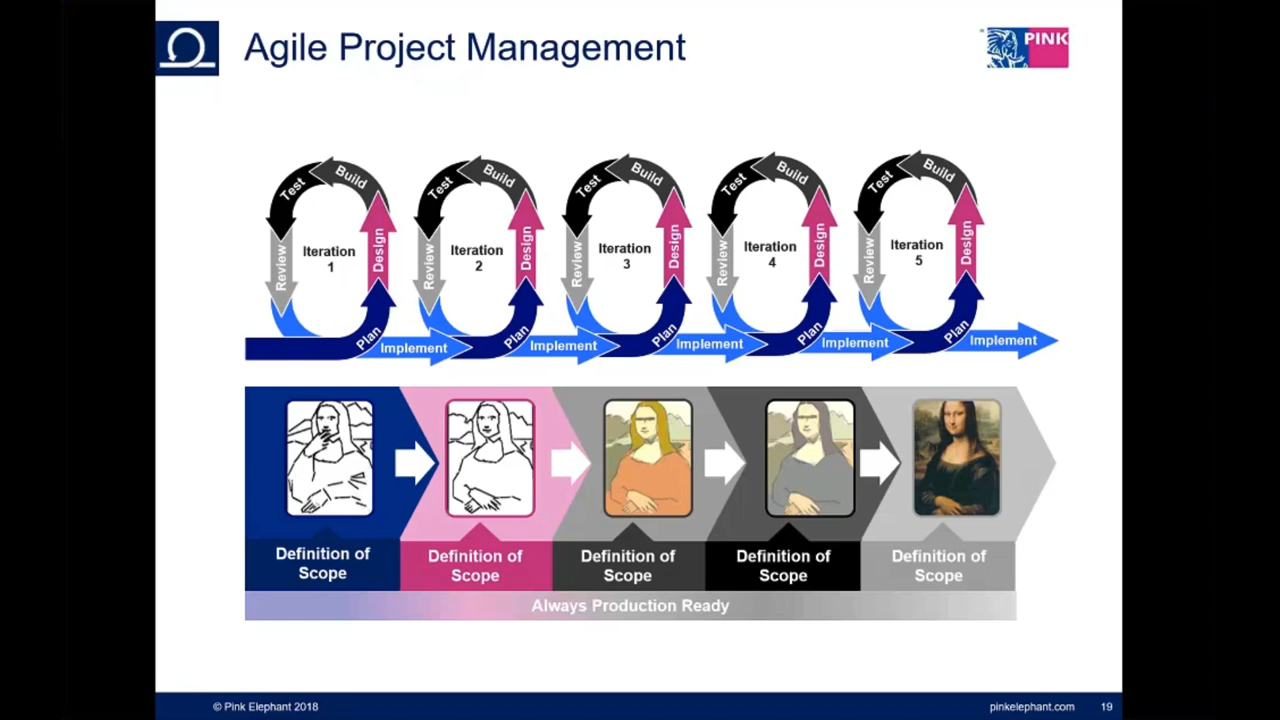 Agile Project Management
PINK
Test
Build
Review
Iteration
1
Design
Plan
Implement
Test
Build
Review
Iteration
2
Design
Plan
Implement
Test
Build
Review
Iteration
3
Design
Plan
Implement
Test
Build
Review
Iteration
4
Design
Plan
Implement
Test
Build
Review
Iteration
5
Design
Plan
Implement
Definition of
Scope
Definition of
Scope
Definition of
Scope
Definition of
Scope
Definition of
Scope
Always Production Ready
© Pink Elephant 2018
pinkelephant.com
19